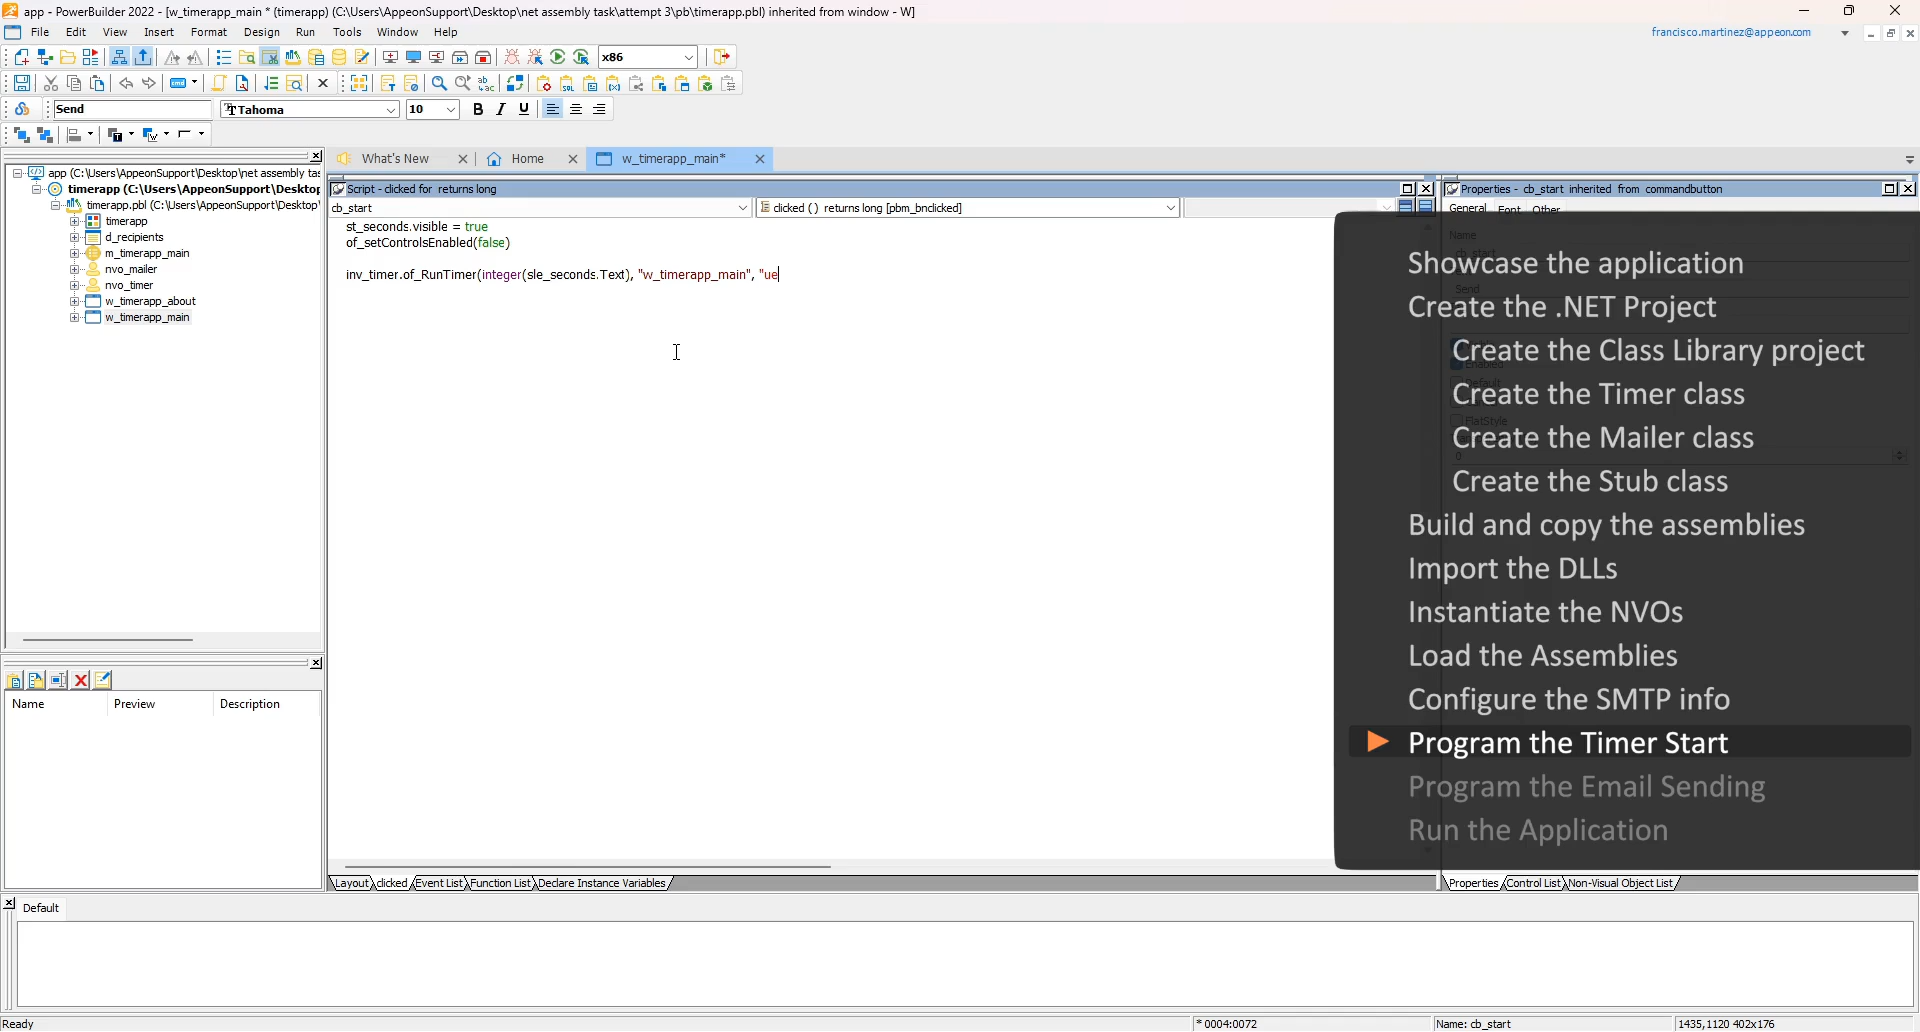 app - PowerBuilder 2022 - [w_timerapp_main * (timerapp) (C:\Users\AppeonSupport\Desktop\net assembly task\attempt 3\pb\timerapp.pbl) inherited from window - W]
File Edit View Insert Format Design Run Tools Window Help
francisco.martinez@appeon.com
x86
Send
Tahoma
10
B I U
What's New
Home
w_timerapp_main*
app (C:\Users\AppeonSupport\Desktop\net assembly tas
timerapp (C:\Users\AppeonSupport\Desktop
timerapp.pbl (C:\Users\AppeonSupport\Desktop'
timerapp
d_recipients
m_timerapp_main
nvo_mailer
nvo_timer
w_timerapp_about
w_timerapp_main
Script - clicked for returns long
cb_start
clicked ( ) returns long [pbm_bnclicked]
st_seconds.visible = true
of_setControlsEnabled(false)
inv_timer.of_RunTimer(integer(sle_seconds.Text), "w_timerapp_main", "ue
Properties - cb_start inherited from commandbutton
General Font Other
Name
cb_start
Send
Enabled
Default
FlatStyle
0
Showcase the application
Create the .NET Project
Create the Class Library project
Create the Timer class
Create the Mailer class
Create the Stub class
Build and copy the assemblies
Import the DLLs
Instantiate the NVOs
Load the Assemblies
Configure the SMTP info
Program the Timer Start
Program the Email Sending
Run the Application
Name Preview Description
Layout clicked Event List Function List Declare Instance Variables
Properties Control List Non-Visual Object List
Default
Ready
* 0004:0072
Name: cb_start
1435,1120 402x176